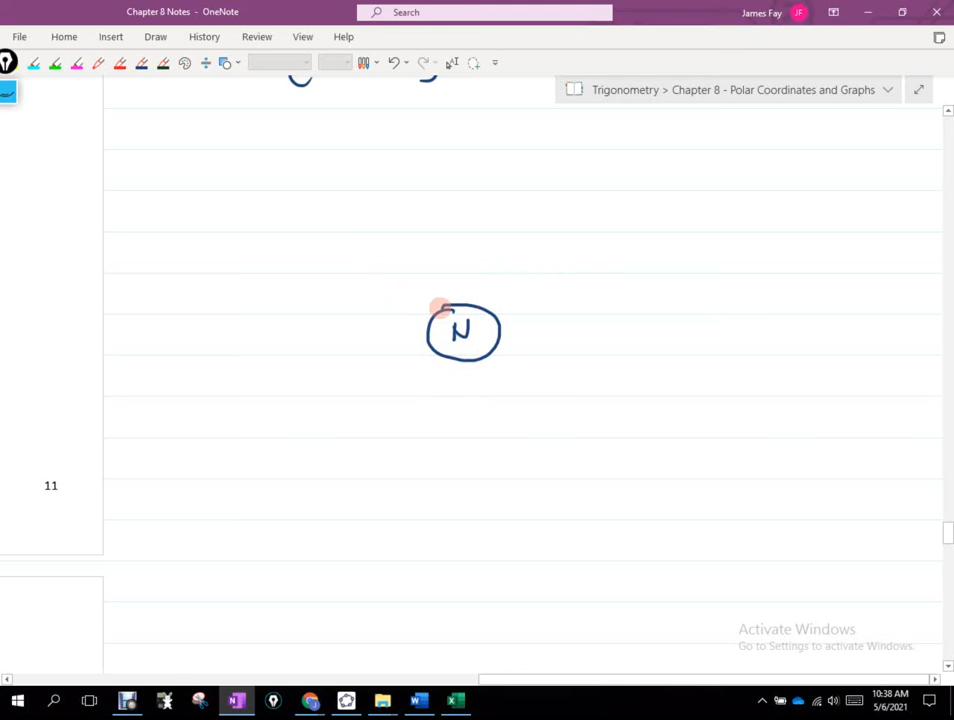 Chapter 8 Notes - OneNote
Search
James Fay
JF
File Home Insert Draw History Review View Help
Trigonometry > Chapter 8 - Polar Coordinates and Graphs
N
11
Activate Windows
Go to Settings to activate Windows.
10:38 AM
5/6/2021